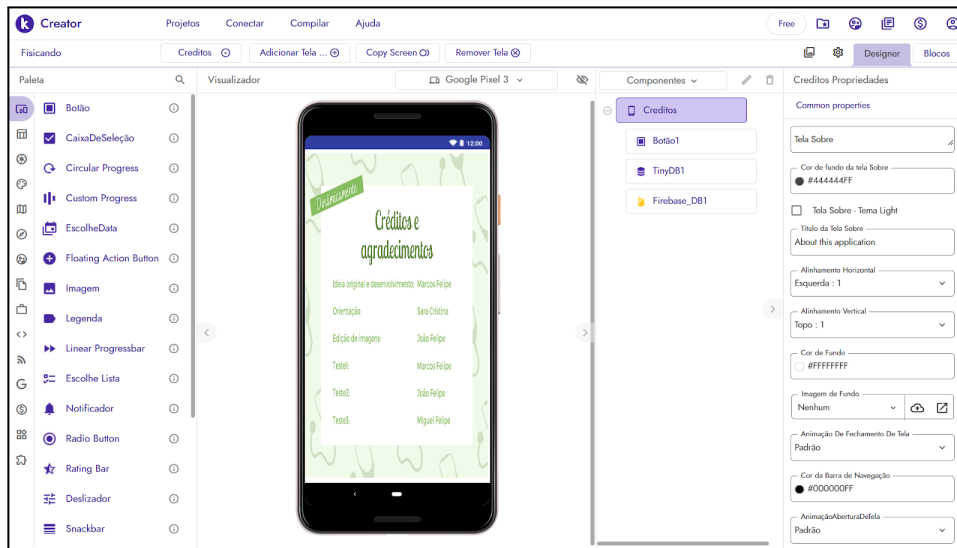 Creator
Projetos
Conectar
Compilar
Ajuda
Free
Fisicando
Creditos
Adicionar Tela ...
Copy Screen
Remover Tela
Designer
Blocos
Paleta
Visualizador
Google Pixel 3
Componentes
Creditos Propriedades
Botão
CaixaDeSeleção
Circular Progress
Custom Progress
EscolheData
Floating Action Button
Imagem
Legenda
Linear Progressbar
Escolhe Lista
Notificador
Radio Button
Rating Bar
Deslizador
Snackbar
12:00
Dinâmicamente
Créditos e
agradecimentos
Ideia original e desenvolvimento: Marcos Felipe
Orientação: Sara Cristina
Edição de imagens: João Felipe
Teste1: Marcos Felipe
Teste2: João Felipe
Teste3: Miguel Felipe
Creditos
Botão1
TinyDB1
Firebase_DB1
Common properties
Tela Sobre
Cor de fundo da tela Sobre
#444444FF
Tela Sobre - Tema Light
Título da Tela Sobre
About this application
Alinhamento Horizontal
Esquerda : 1
Alinhamento Vertical
Topo : 1
Cor de Fundo
#FFFFFFFF
Imagem de Fundo
Nenhum
Animação De Fechamento De Tela
Padrão
Cor da Barra de Navegação
#000000FF
AnimaçãoAberturaDeTela
Padrão